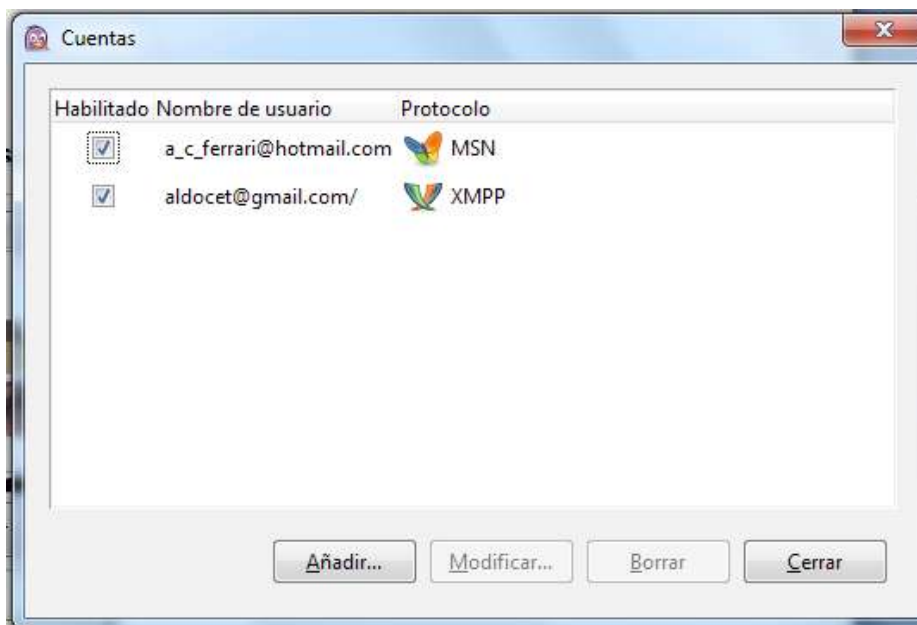 Cuentas
Habilitado Nombre de usuario Protocolo
a_c_ferrari@hotmail.com MSN
aldocet@gmail.com/ XMPP
Añadir... Modificar... Borrar Cerrar